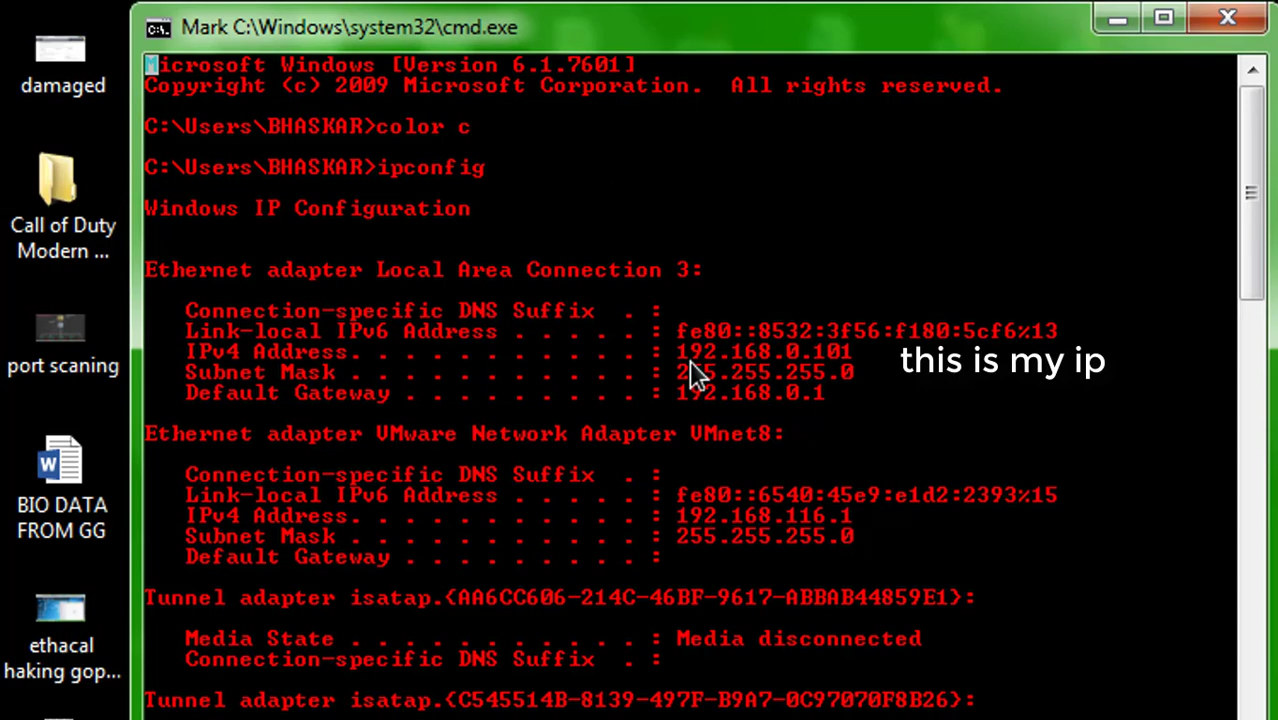 Mark C:\Windows\system32\cmd.exe
Microsoft Windows [Version 6.1.7601]
Copyright (c) 2009 Microsoft Corporation.  All rights reserved.
C:\Users\BHASKAR>color c
C:\Users\BHASKAR>ipconfig
Windows IP Configuration
Ethernet adapter Local Area Connection 3:
Connection-specific DNS Suffix  . :
Link-local IPv6 Address . . . . . : fe80::8532:3f56:f180:5cf6%13
IPv4 Address. . . . . . . . . . . : 192.168.0.101
this is my ip
Subnet Mask . . . . . . . . . . . : 255.255.255.0
Default Gateway . . . . . . . . . : 192.168.0.1
Ethernet adapter VMware Network Adapter VMnet8:
Connection-specific DNS Suffix  . :
Link-local IPv6 Address . . . . . : fe80::6540:45e9:e1d2:2393%15
IPv4 Address. . . . . . . . . . . : 192.168.116.1
Subnet Mask . . . . . . . . . . . : 255.255.255.0
Default Gateway . . . . . . . . . :
Tunnel adapter isatap.{AA6CC606-214C-46BF-9617-ABBAB44859E1}:
Media State . . . . . . . . . . . : Media disconnected
Connection-specific DNS Suffix  . :
Tunnel adapter isatap.{C545514B-8139-497F-B9A7-0C97070F8B26}:
damaged
Call of Duty
Modern ...
port scaning
BIO DATA
FROM GG
ethacal
haking gop...